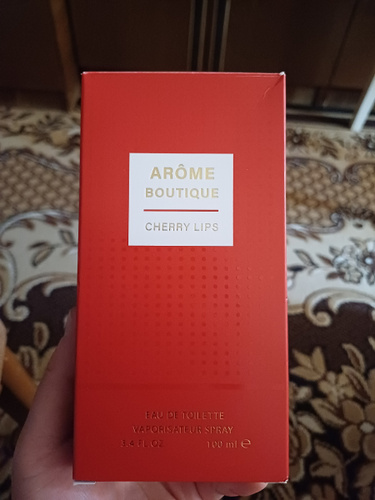 ARÔME
BOUTIQUE
CHERRY LIPS
EAU DE TOILETTE
VAPORISATEUR SPRAY
3.4 fl. oz. 100 ml ℮